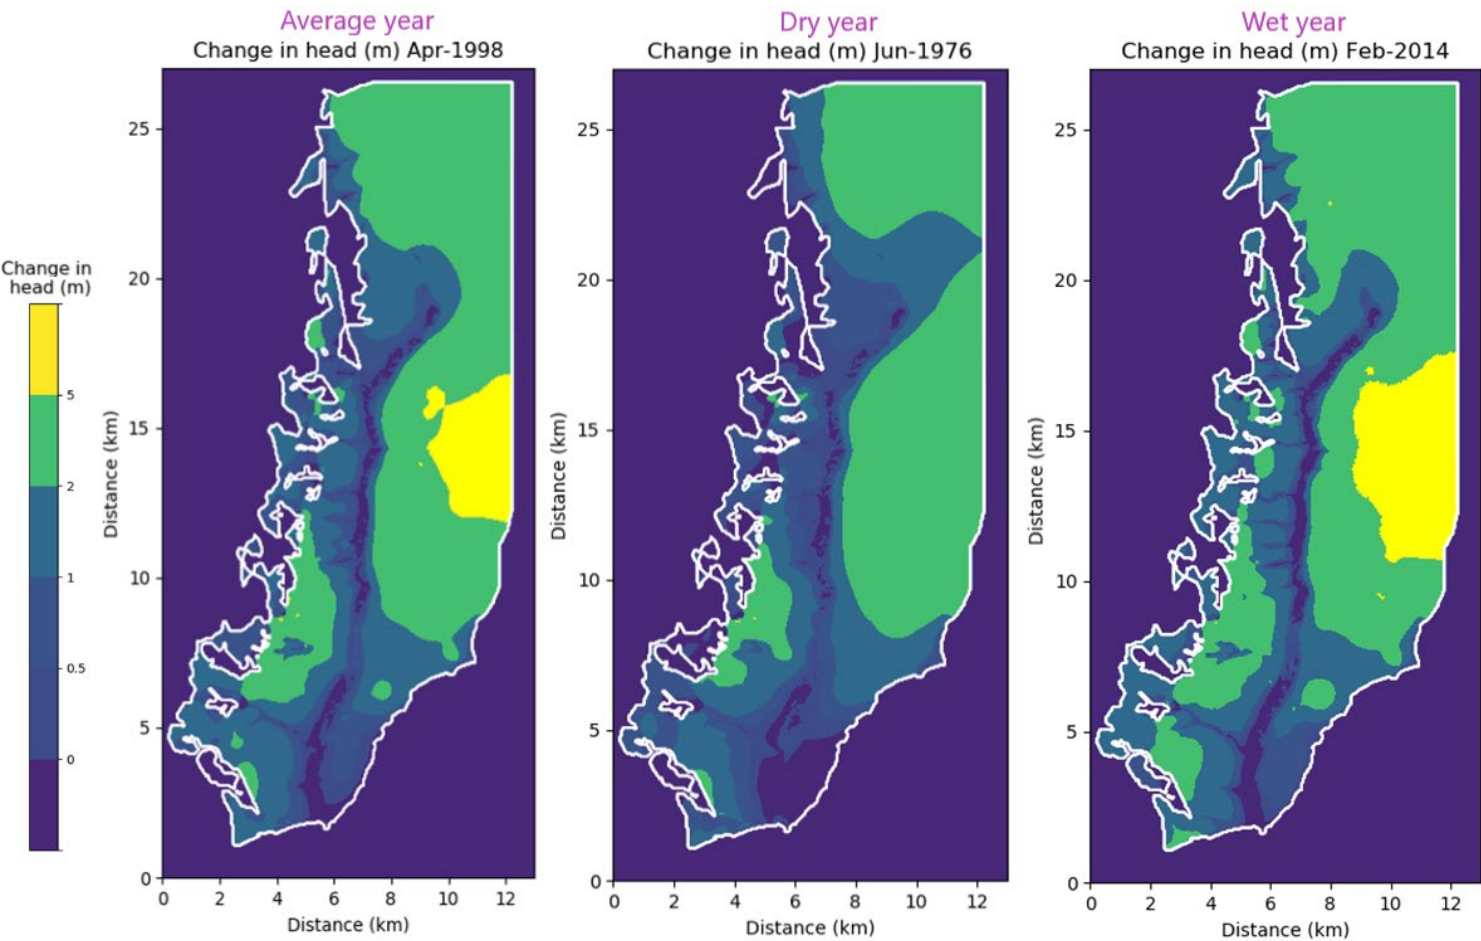 Average year
Change in head (m) Apr-1998
Dry year
Change in head (m) Jun-1976
Wet year
Change in head (m) Feb-2014
Change in
head (m)
5
2
1
0.5
0
25
20
15
10
5
0
Distance (km)
0 2 4 6 8 10 12
Distance (km)
25
20
15
10
5
0
Distance (km)
0 2 4 6 8 10 12
Distance (km)
25
20
15
10
5
0
Distance (km)
0 2 4 6 8 10 12
Distance (km)